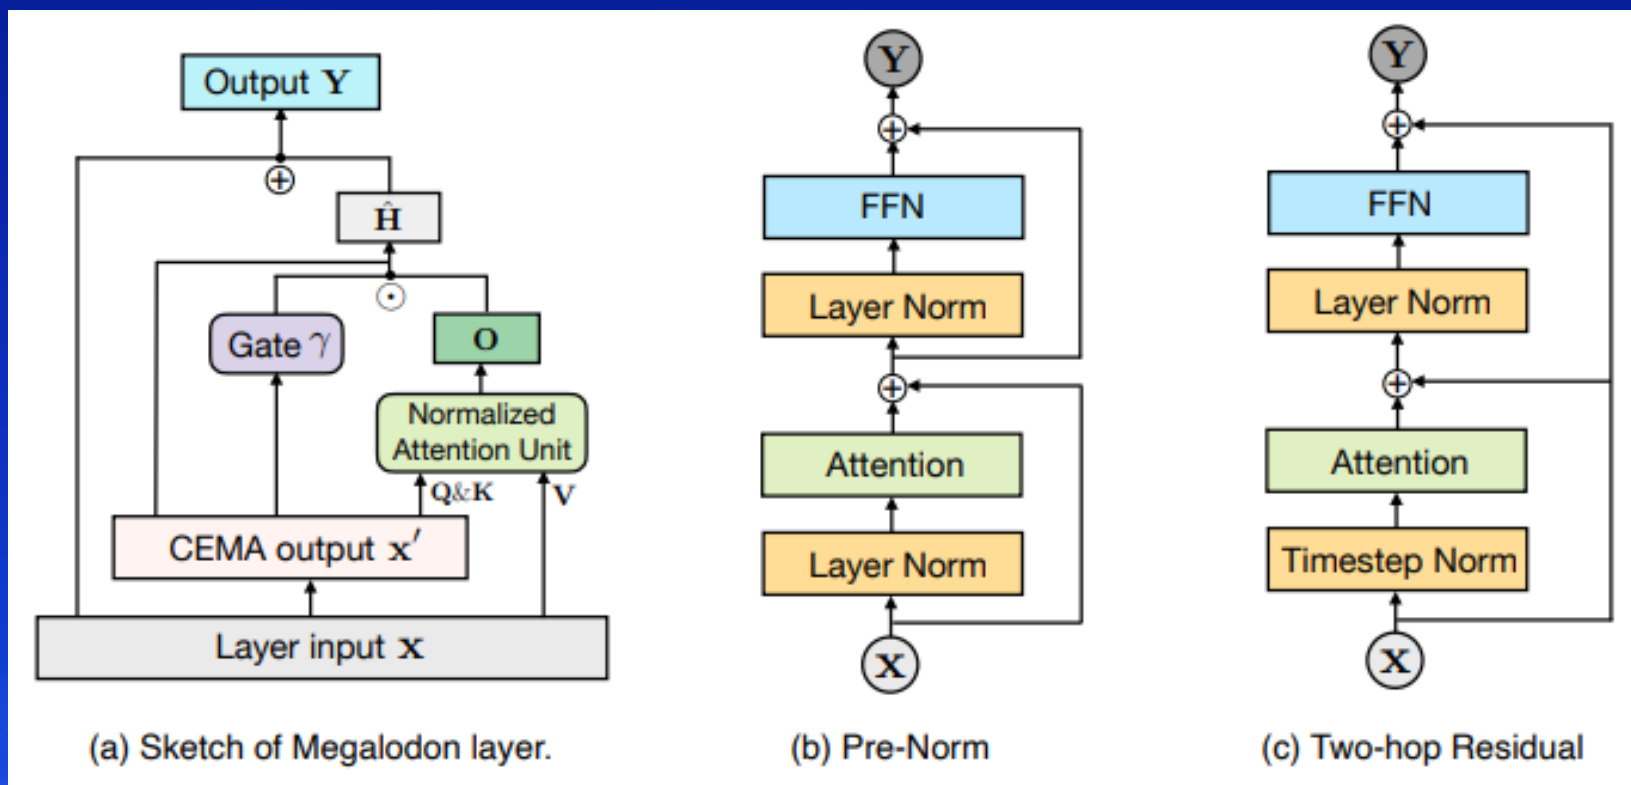 Output Y
Ĥ
Gate γ
O
Normalized
Attention Unit
Q&K
V
CEMA output x′
Layer input x
(a) Sketch of Megalodon layer.
Y
FFN
Layer Norm
Attention
Layer Norm
X
(b) Pre-Norm
Y
FFN
Layer Norm
Attention
Timestep Norm
X
(c) Two-hop Residual